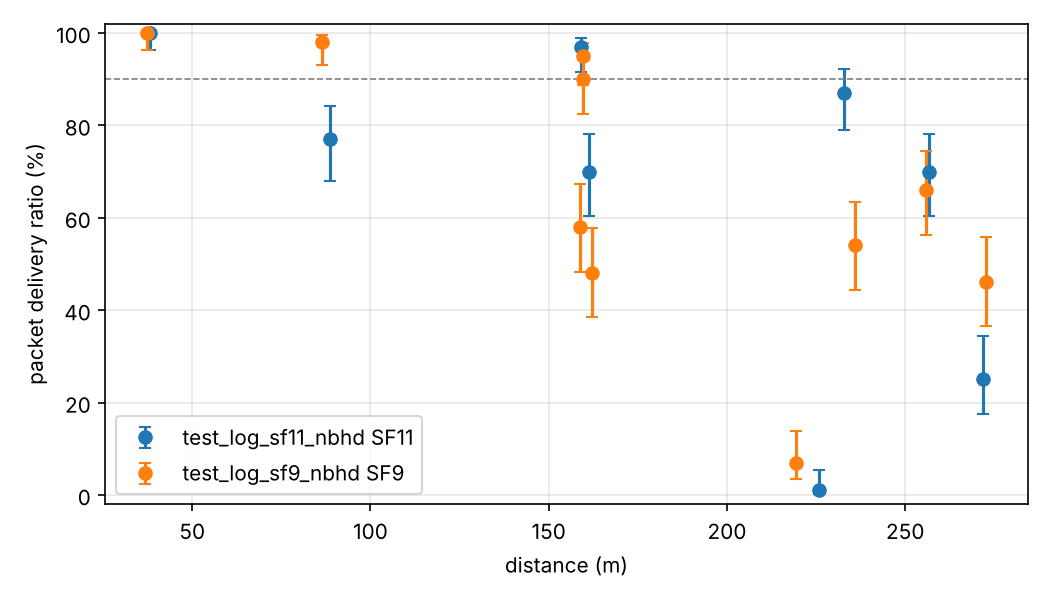 100
80
60
40
20
0
packet delivery ratio (%)
test_log_sf11_nbhd SF11
test_log_sf9_nbhd SF9
50
100
150
200
250
distance (m)